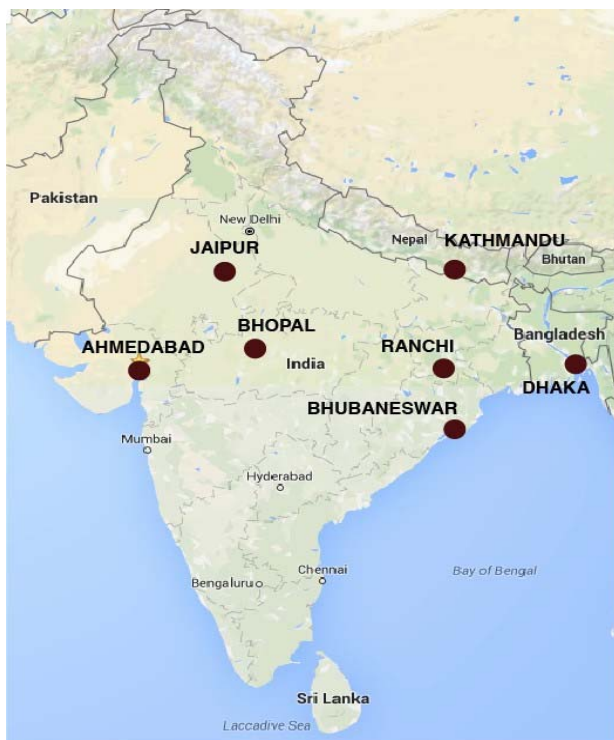 Pakistan
New Delhi
JAIPUR
Nepal
KATHMANDU
Bhutan
BHOPAL
AHMEDABAD
India
RANCHI
Bangladesh
DHAKA
BHUBANESWAR
Mumbai
Hyderabad
Bengaluru
Chennai
Bay of Bengal
Sri Lanka
Laccadive Sea